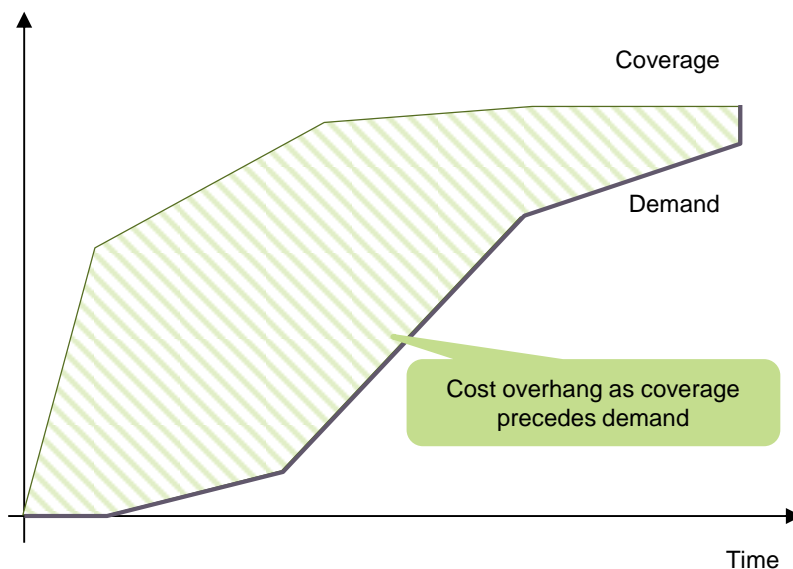 Coverage
Demand
Cost overhang as coverage
precedes demand
Time